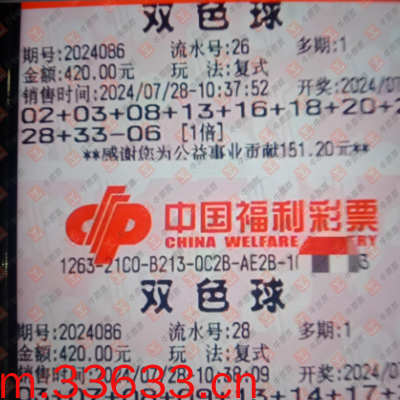 双色球
期号:2024086 流水号:26 多期:1
金额:420.00元 玩 法:复式
销售时间:2024/07/28-10:37:52 开奖:2024/07
02+03+08+13+16+18+20+2
28+33-06 [1倍]
**感谢您为公益事业贡献151.20元**
中国福利彩票
CHINA WELFARE
1263-21C0-B213-0C2B-AE2B-1
双色球
期号:2024086 流水号:28 多期:1
金额:420.00元 玩 法:复式
m.33633.cn